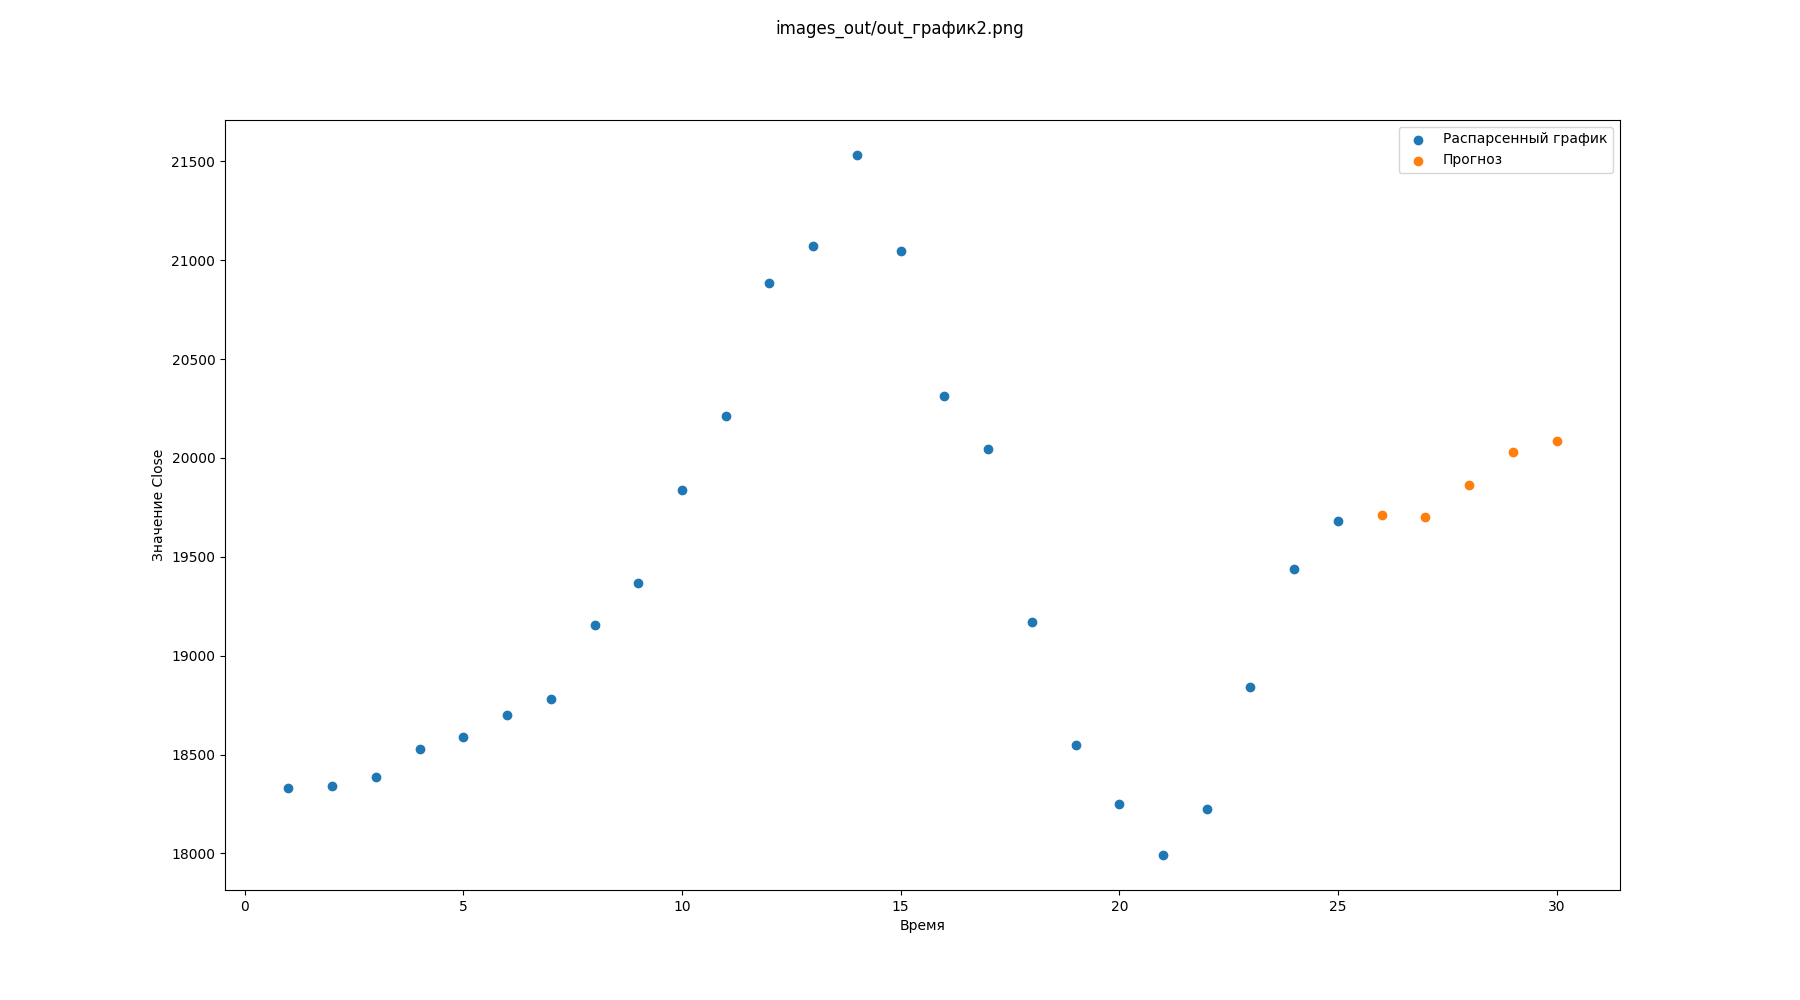 images_out/out_график2.png
Распарсенный график
Прогноз
21500
21000
20500
20000
19500
19000
18500
18000
Значение Close
0 5 10 15 20 25 30
Время